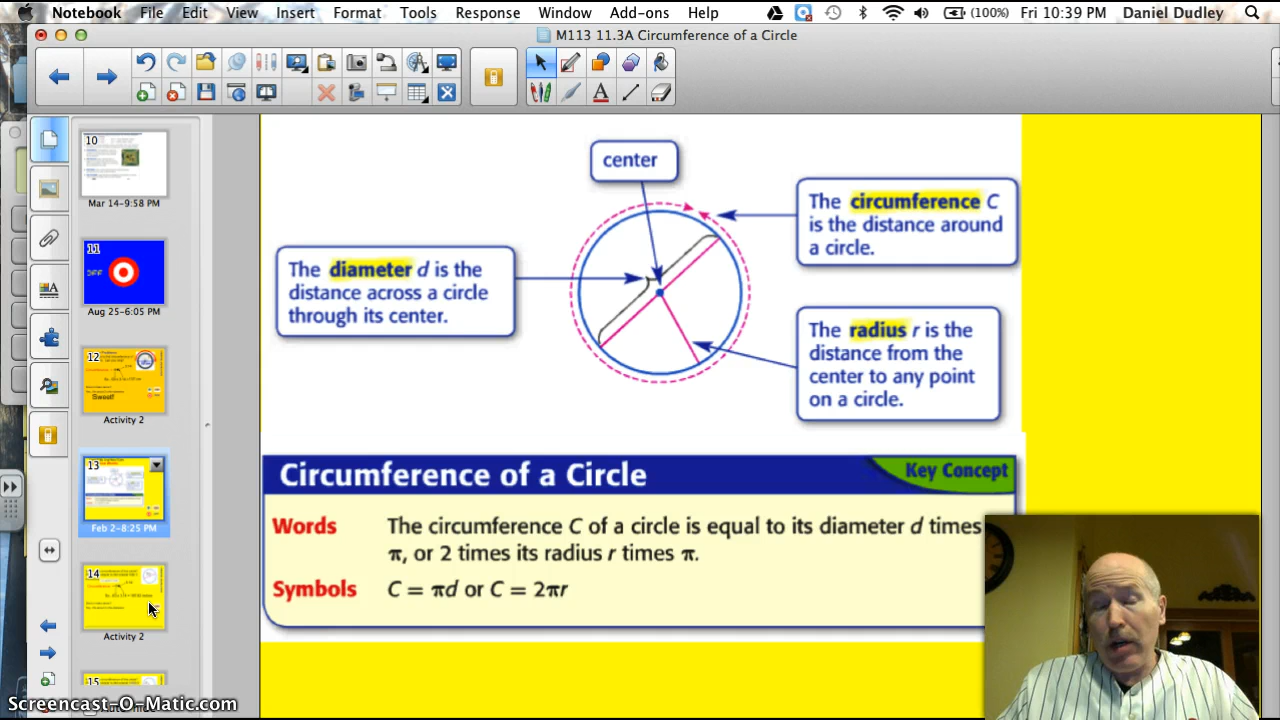 Notebook File Edit View Insert Format Tools Response Window Add-ons Help (100%) Fri 10:39 PM Daniel Dudley
M113 11.3A Circumference of a Circle
10
Mar 14-9:58 PM
11
Aug 25-6:05 PM
12
Sweet!
Activity 2
13
Feb 2-8:25 PM
14
Activity 2
15
center
The circumference C
is the distance around
a circle.
The diameter d is the
distance across a circle
through its center.
The radius r is the
distance from the
center to any point
on a circle.
Circumference of a Circle
Key Concept
Words The circumference C of a circle is equal to its diameter d times
π, or 2 times its radius r times π.
Symbols C = πd or C = 2πr
Screencast-O-Matic.com